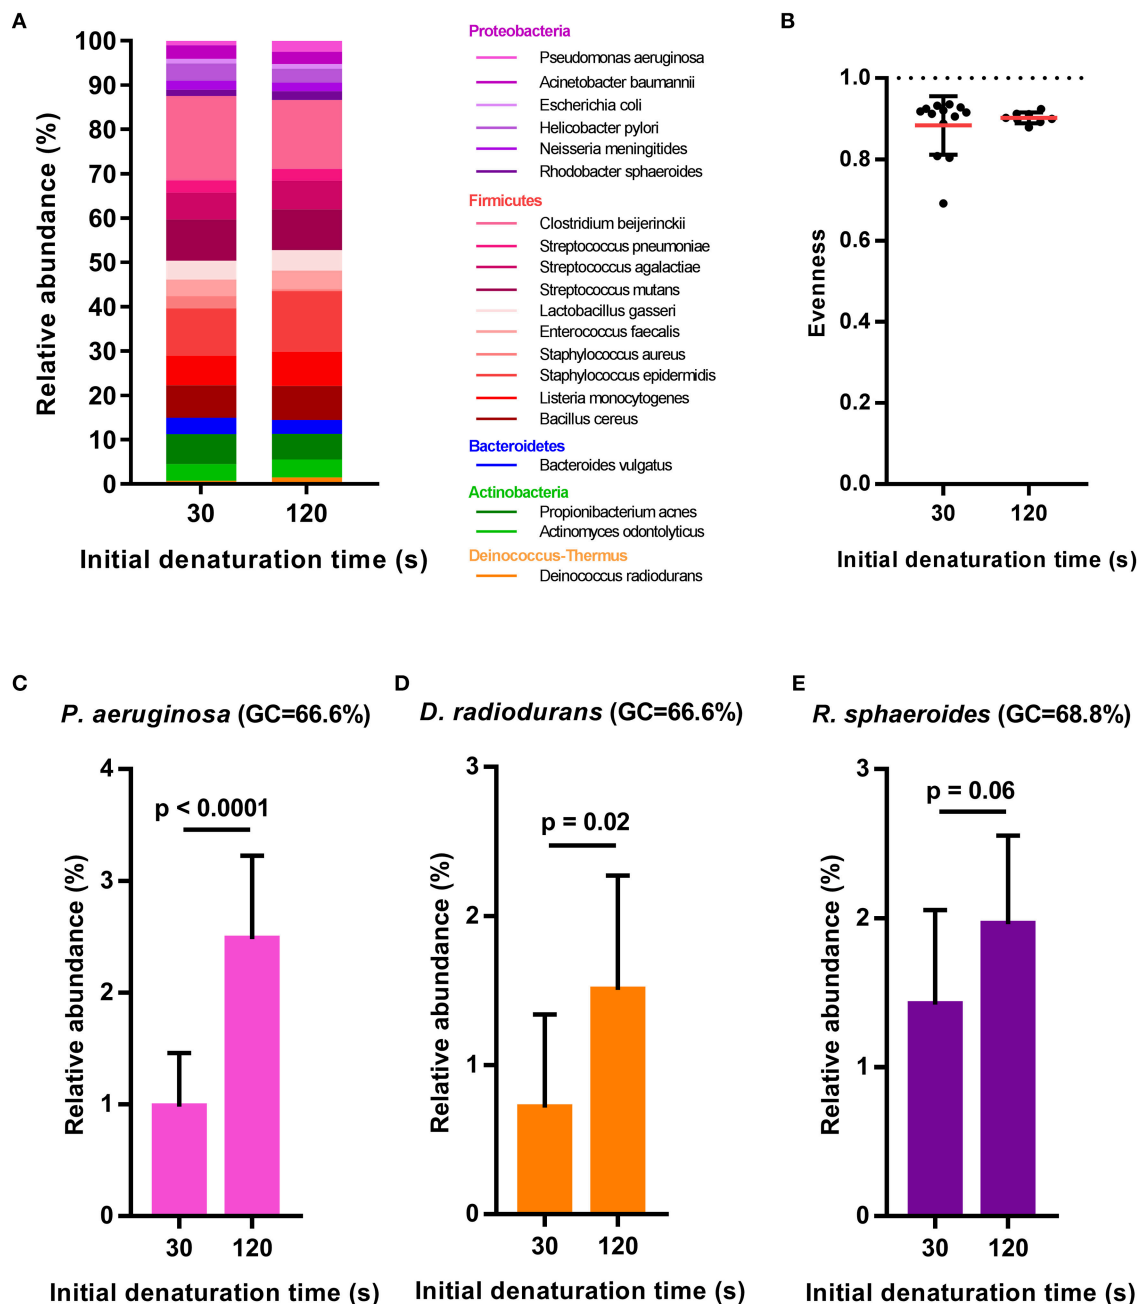 A
100
90
80
70
60
50
40
30
20
10
0
Relative abundance (%)
30
120
Initial denaturation time (s)
Proteobacteria
Pseudomonas aeruginosa
Acinetobacter baumannii
Escherichia coli
Helicobacter pylori
Neisseria meningitides
Rhodobacter sphaeroides
Firmicutes
Clostridium beijerinckii
Streptococcus pneumoniae
Streptococcus agalactiae
Streptococcus mutans
Lactobacillus gasseri
Enterococcus faecalis
Staphylococcus aureus
Staphylococcus epidermidis
Listeria monocytogenes
Bacillus cereus
Bacteroidetes
Bacteroides vulgatus
Actinobacteria
Propionibacterium acnes
Actinomyces odontolyticus
Deinococcus-Thermus
Deinococcus radiodurans
B
1.0
0.8
0.6
0.4
0.2
0.0
Evenness
30
120
Initial denaturation time (s)
C
P. aeruginosa (GC=66.6%)
4
3
2
1
0
Relative abundance (%)
p < 0.0001
30
120
Initial denaturation time (s)
D
D. radiodurans (GC=66.6%)
3
2
1
0
Relative abundance (%)
p = 0.02
30
120
Initial denaturation time (s)
E
R. sphaeroides (GC=68.8%)
3
2
1
0
Relative abundance (%)
p = 0.06
30
120
Initial denaturation time (s)